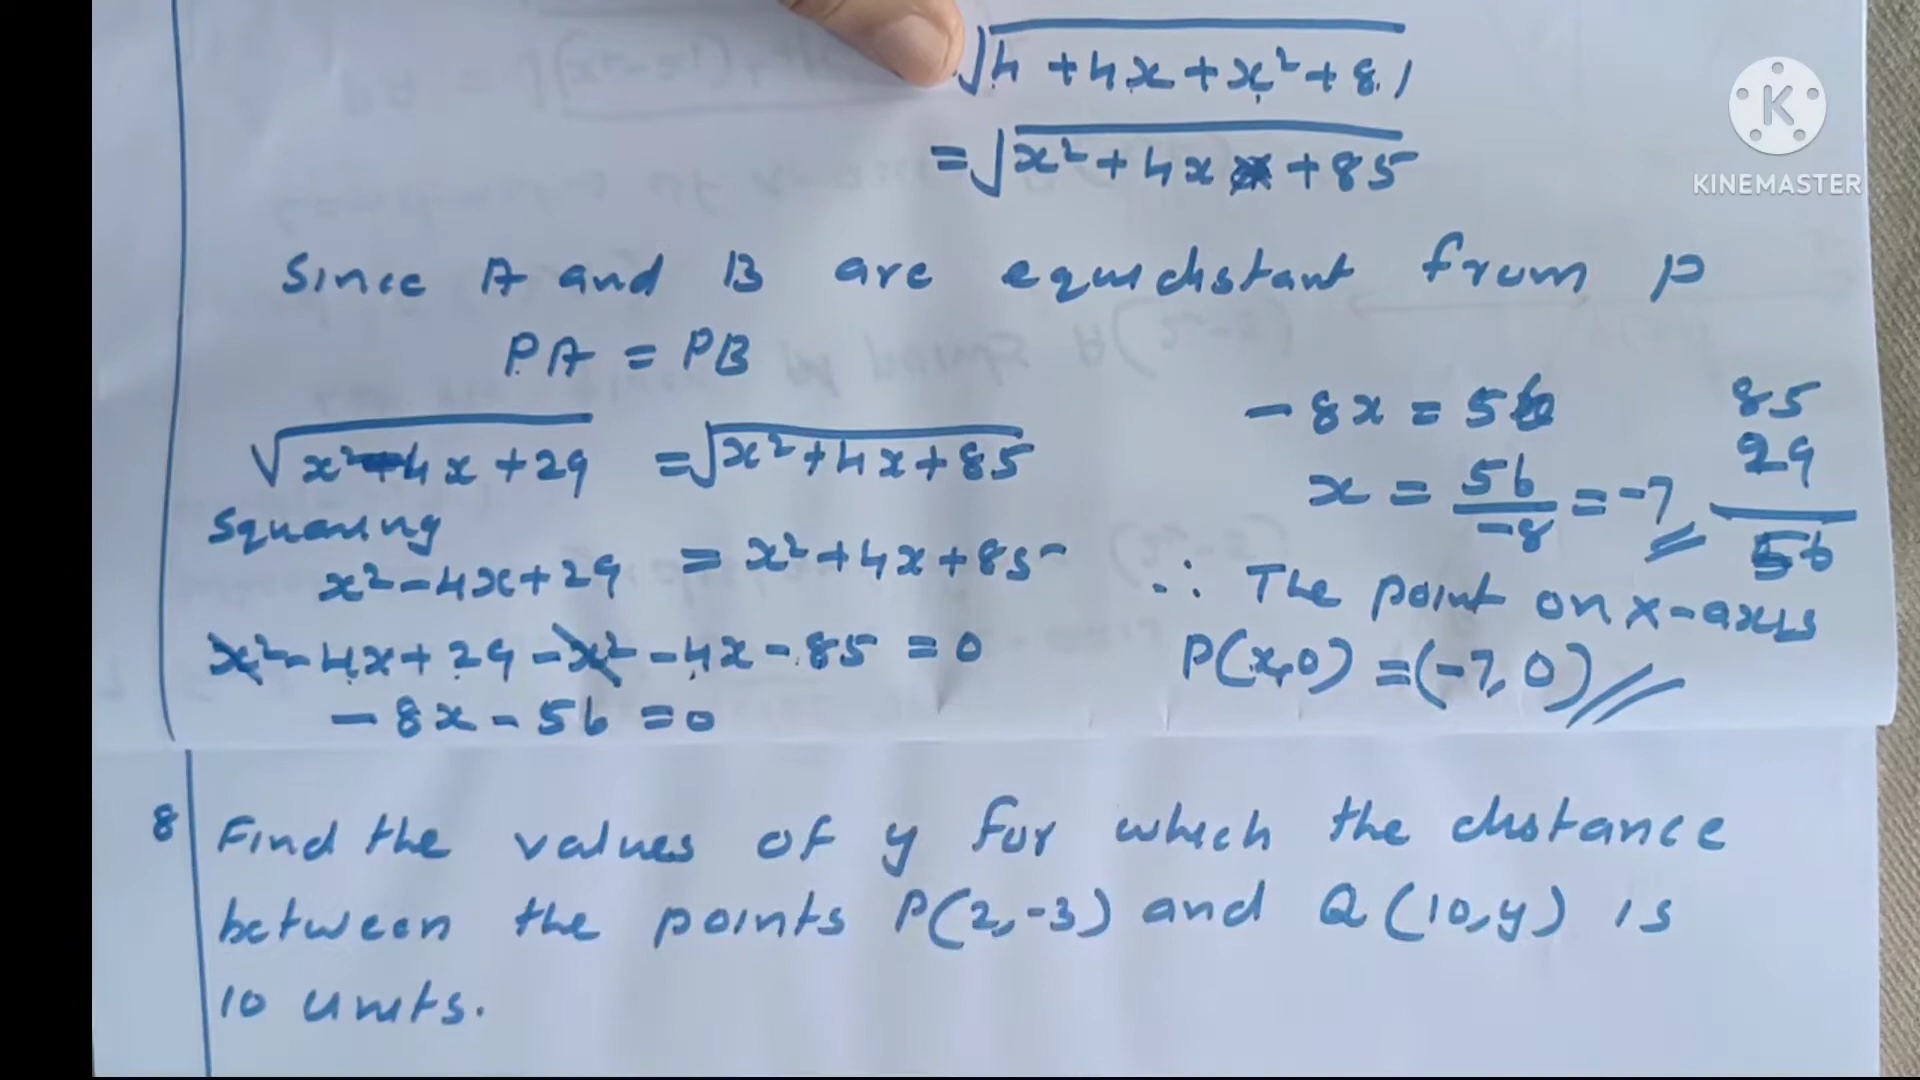 √4 + 4x + x² + 81
= √x² + 4x + 85
KINEMASTER
Since A and B are equidistant from P
PA = PB
√x² - 4x + 29 = √x² + 4x + 85
Squaring
x² - 4x + 29 = x² + 4x + 85
x² - 4x + 29 - x² - 4x - 85 = 0
- 8x - 56 = 0
- 8x = 56
x = 56/-8 = -7
85
29
56
∴ The point on x-axis
P(x,0) = (-7, 0)
8 Find the values of y for which the distance
between the points P(2,-3) and Q(10,y) is
10 units.